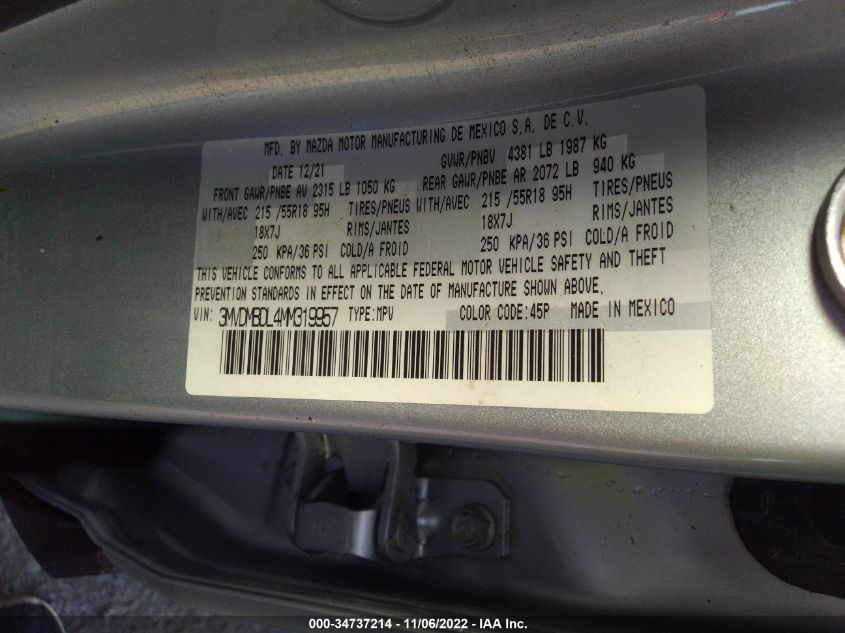 MFD. BY MAZDA MOTOR MANUFACTURING DE MEXICO S.A. DE C.V.
DATE 12/21 GVWR/PNBV 4381 LB 1987 KG
FRONT GAWR/PNBE AV 2315 LB 1050 KG REAR GAWR/PNBE AR 2072 LB 940 KG
WITH/AVEC 215 /55R18 95H TIRES/PNEUS WITH/AVEC 215 /55R18 95H TIRES/PNEUS
18X7J RIMS/JANTES 18X7J RIMS/JANTES
250 KPA/36 PSI COLD/A FROID 250 KPA/36 PSI COLD/A FROID
THIS VEHICLE CONFORMS TO ALL APPLICABLE FEDERAL MOTOR VEHICLE SAFETY AND THEFT
PREVENTION STANDARDS IN EFFECT ON THE DATE OF MANUFACTURE SHOWN ABOVE.
VIN: 3MVDMBDL4MM319957 TYPE:MPV COLOR CODE:45P MADE IN MEXICO
000-34737214 - 11/06/2022 - IAA Inc.